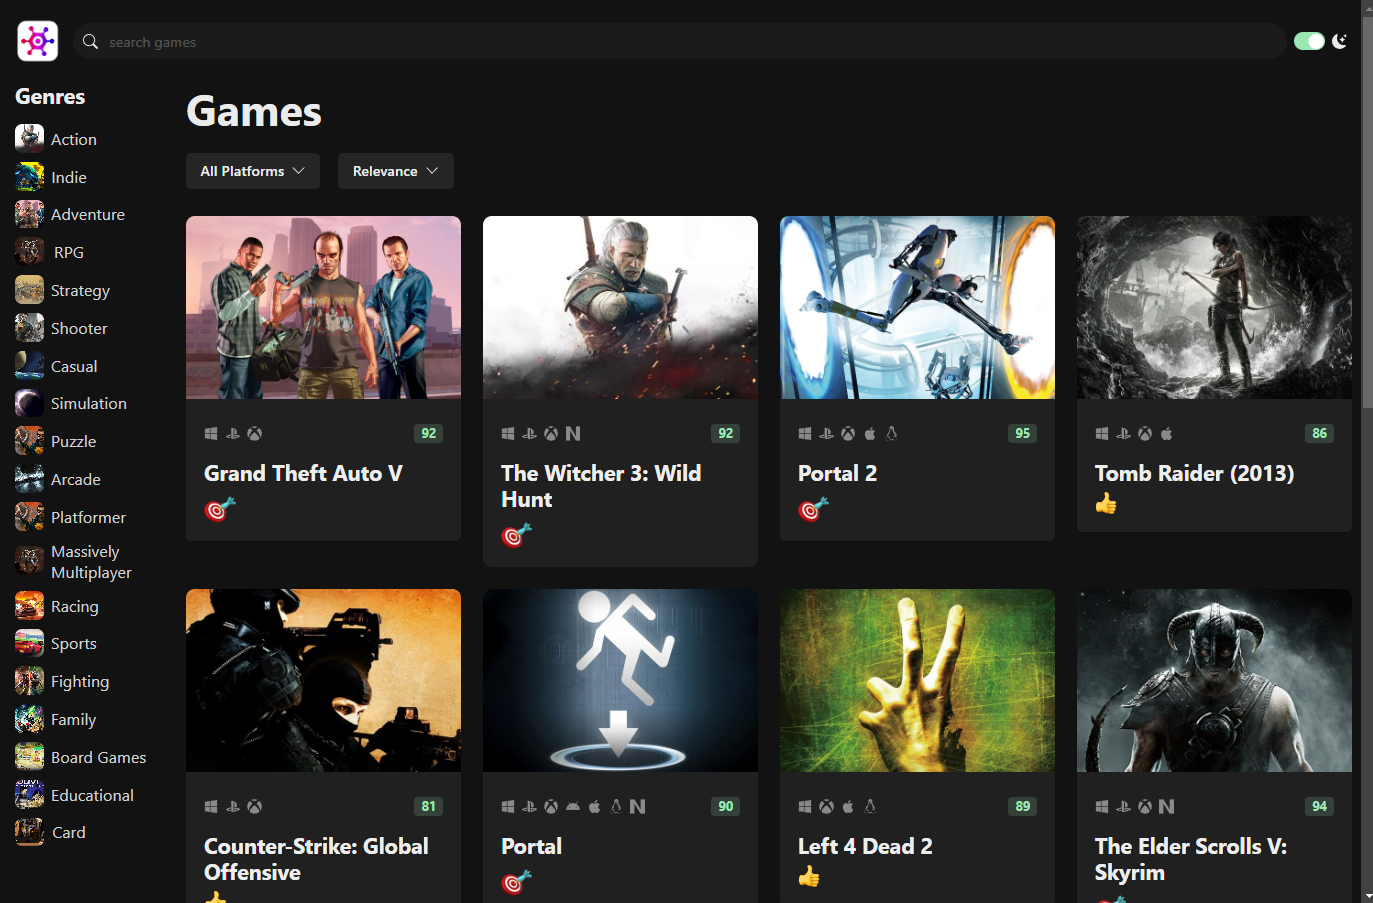 search games
Genres
Action
Indie
Adventure
RPG
Strategy
Shooter
Casual
Simulation
Puzzle
Arcade
Platformer
Massively
Multiplayer
Racing
Sports
Fighting
Family
Board Games
Educational
Card
Games
All Platforms
Relevance
92
Grand Theft Auto V
92
The Witcher 3: Wild
Hunt
95
Portal 2
86
Tomb Raider (2013)
81
Counter-Strike: Global
Offensive
90
Portal
89
Left 4 Dead 2
94
The Elder Scrolls V:
Skyrim